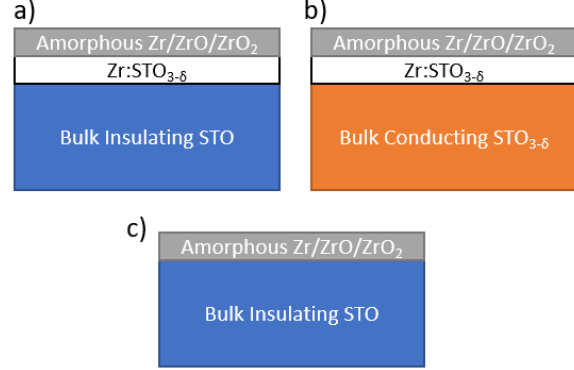 a)
Amorphous Zr/ZrO/ZrO₂
Zr:STO₃₋δ
Bulk Insulating STO
b)
Amorphous Zr/ZrO/ZrO₂
Zr:STO₃₋δ
Bulk Conducting STO₃₋δ
c)
Amorphous Zr/ZrO/ZrO₂
Bulk Insulating STO